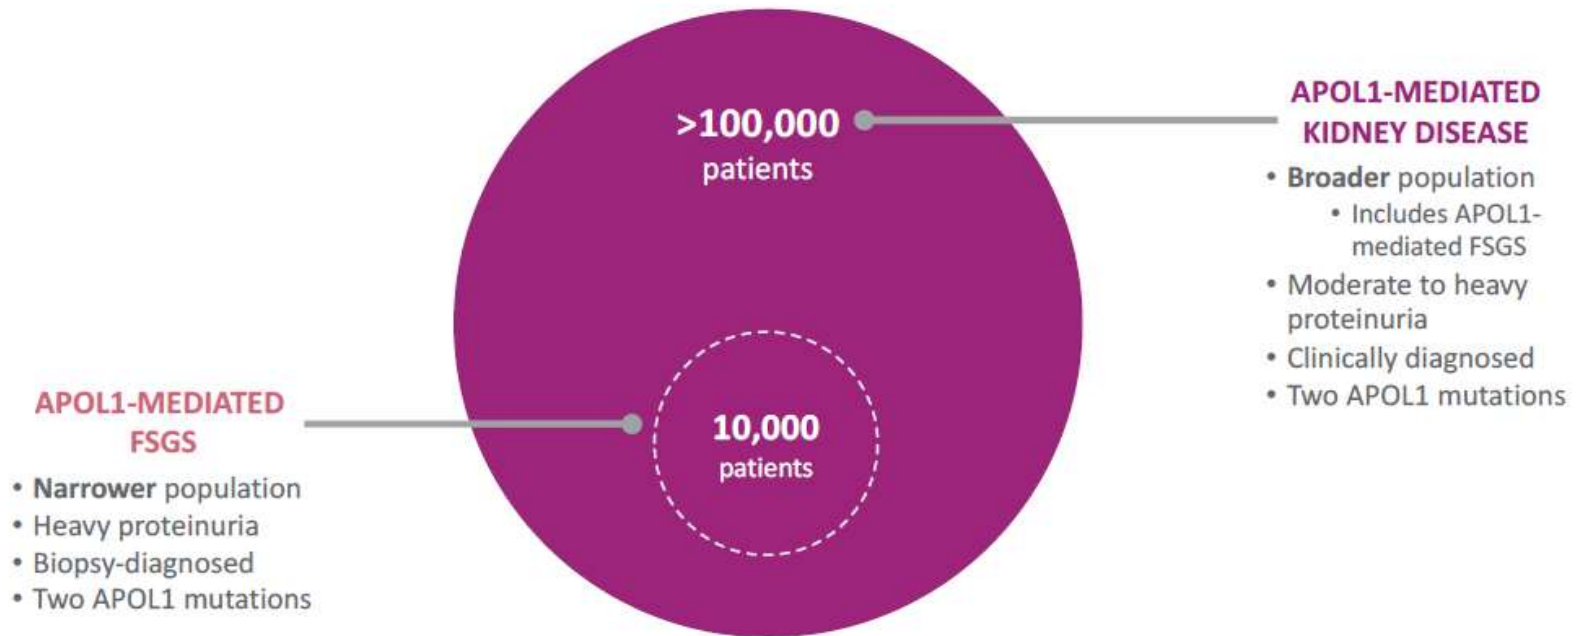 >100,000
patients
APOL1-MEDIATED
KIDNEY DISEASE
• Broader population
• Includes APOL1-
mediated FSGS
• Moderate to heavy
proteinuria
• Clinically diagnosed
• Two APOL1 mutations
APOL1-MEDIATED
FSGS
• Narrower population
• Heavy proteinuria
• Biopsy-diagnosed
• Two APOL1 mutations
10,000
patients